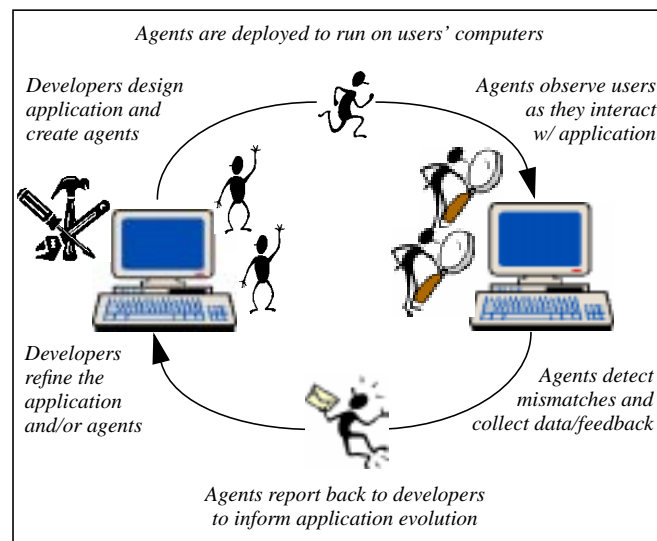 Agents are deployed to run on users’ computers
Developers design
application and
create agents
Agents observe users
as they interact
w/ application
Developers
refine the
application
and/or agents
Agents detect
mismatches and
collect data/feedback
Agents report back to developers
to inform application evolution